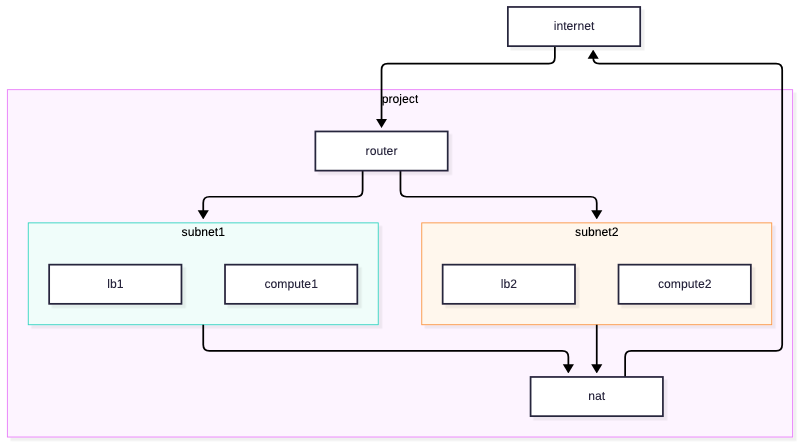 internet
project
router
subnet1
subnet2
lb1
compute1
lb2
compute2
nat